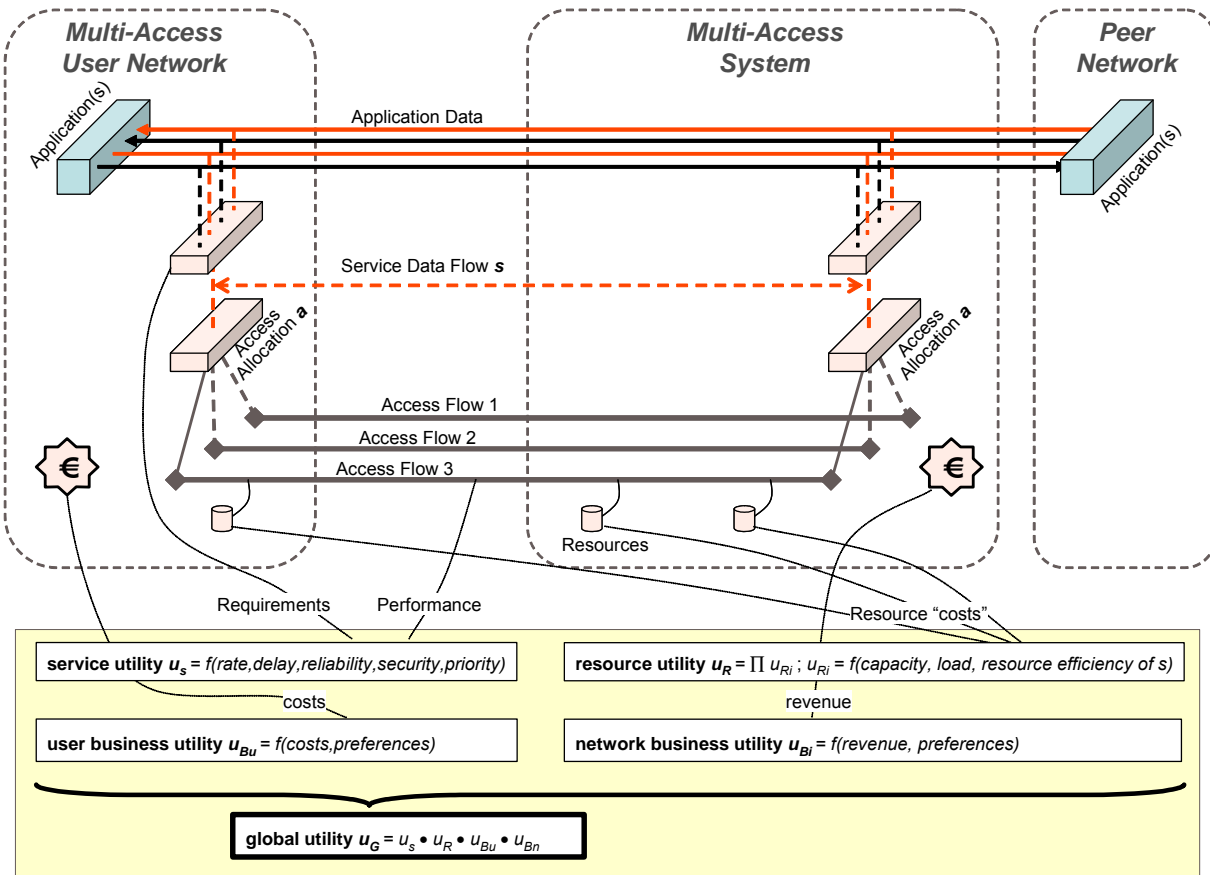 Multi-Access
User Network
Multi-Access
System
Peer
Network
Application(s)
Application Data
Application(s)
Service Data Flow s
Access
Allocation a
Access
Allocation a
Access Flow 1
Access Flow 2
Access Flow 3
€
€
Resources
Requirements
Performance
Resource “costs”
service utility us = f(rate,delay,reliability,security,priority)
resource utility uR = ∏ uRi ; uRi = f(capacity, load, resource efficiency of s)
costs
revenue
user business utility uBu = f(costs,preferences)
network business utility uBi = f(revenue, preferences)
global utility uG = us • uR • uBu • uBn